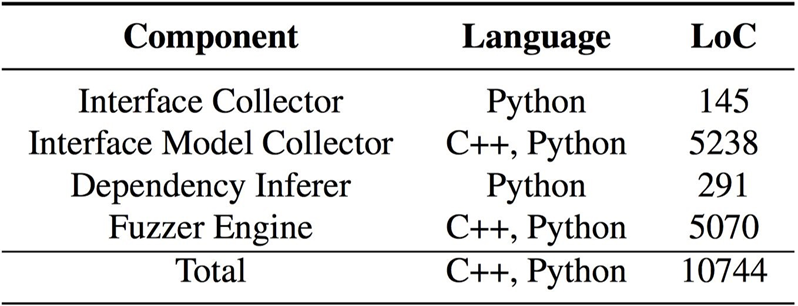 Component Language LoC
Interface Collector Python 145
Interface Model Collector C++, Python 5238
Dependency Inferer Python 291
Fuzzer Engine C++, Python 5070
Total C++, Python 10744